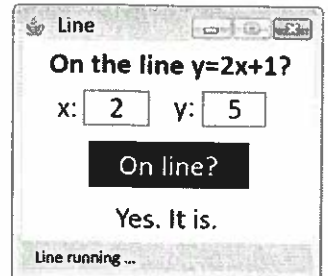 Line
On the line y=2x+1?
x: 2 y: 5
On line?
Yes. It is.
Line running ...